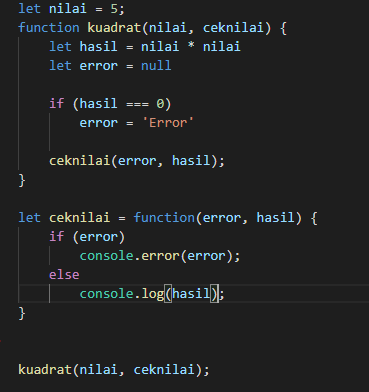 let nilai = 5;
function kuadrat(nilai, ceknilai) {
    let hasil = nilai * nilai
    let error = null

    if (hasil === 0)
        error = 'Error'

    ceknilai(error, hasil);
}

let ceknilai = function(error, hasil) {
    if (error)
        console.error(error);
    else
        console.log(hasil);
}

kuadrat(nilai, ceknilai);